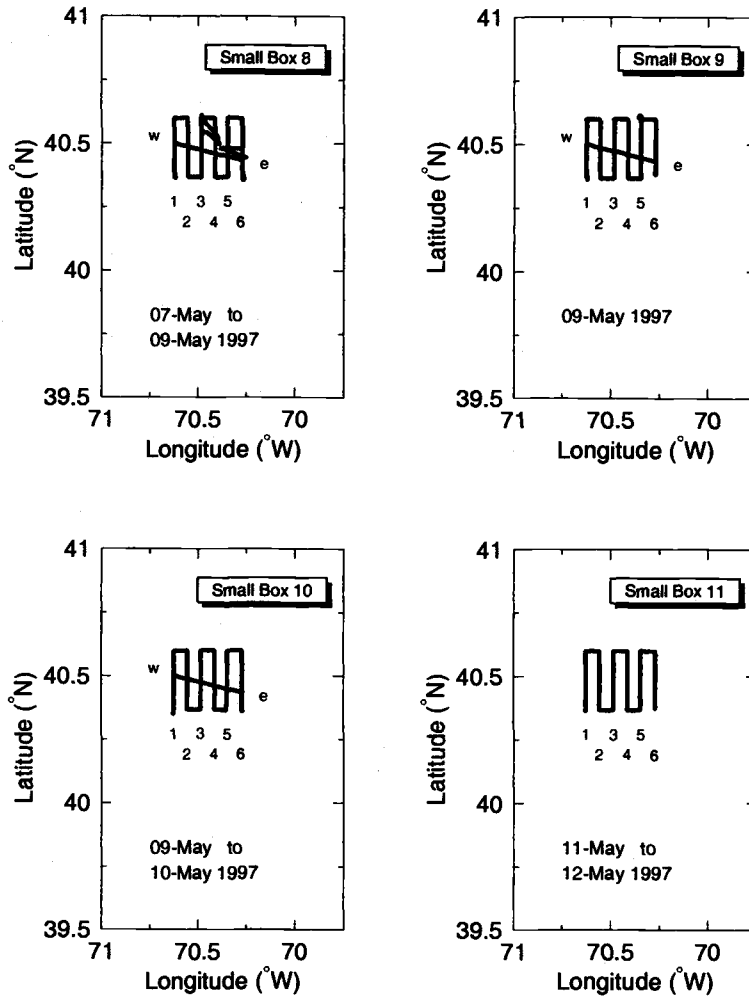 41
Small Box 8
40.5
w
e
1 3 5
2 4 6
40
07-May to
09-May 1997
39.5
71 70.5 70
Latitude (°N)
Longitude (°W)
41
Small Box 9
40.5
w
e
1 3 5
2 4 6
40
09-May 1997
39.5
71 70.5 70
Latitude (°N)
Longitude (°W)
41
Small Box 10
40.5
w
e
1 3 5
2 4 6
40
09-May to
10-May 1997
39.5
71 70.5 70
Latitude (°N)
Longitude (°W)
41
Small Box 11
40.5
1 3 5
2 4 6
40
11-May to
12-May 1997
39.5
71 70.5 70
Latitude (°N)
Longitude (°W)